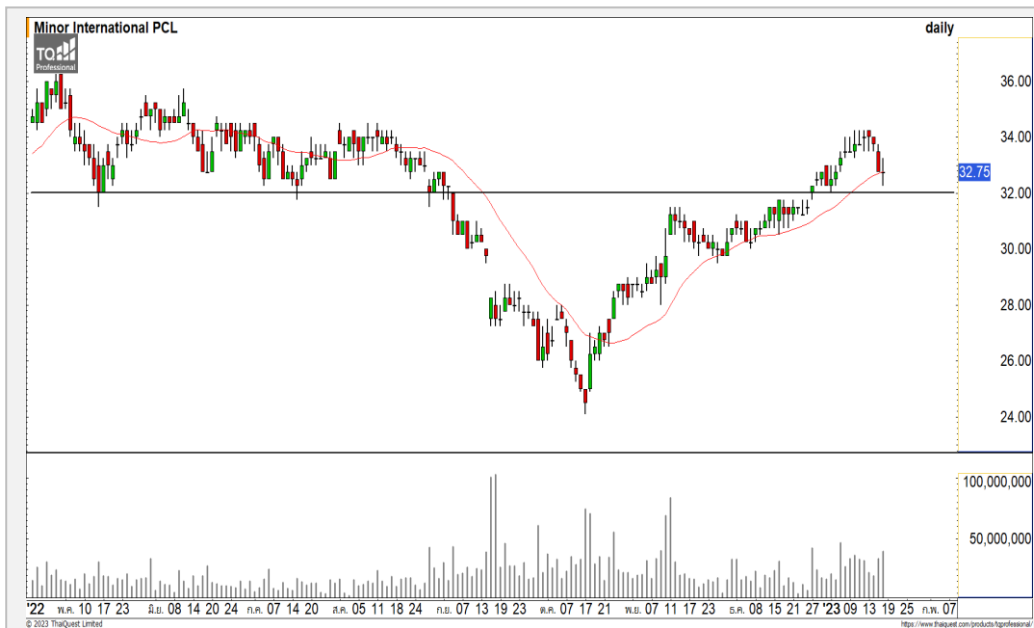 Minor International PCL daily
TQ
Professional
36.00
34.00
32.75
32.00
30.00
28.00
26.00
24.00
100,000,000
50,000,000
'22 พ.ค. 10 17 23 มิ.ย. 08 14 20 24 ก.ค. 07 14 20 ส.ค. 05 11 18 24 ก.ย. 07 13 19 23 ต.ค. 07 17 21 พ.ย. 07 11 17 23 ธ.ค. 08 15 21 27 '23 09 13 19 25 ก.พ. 07
© 2023 ThaiQuest Limited https://www.thaiquest.com/products/tqprofessional/